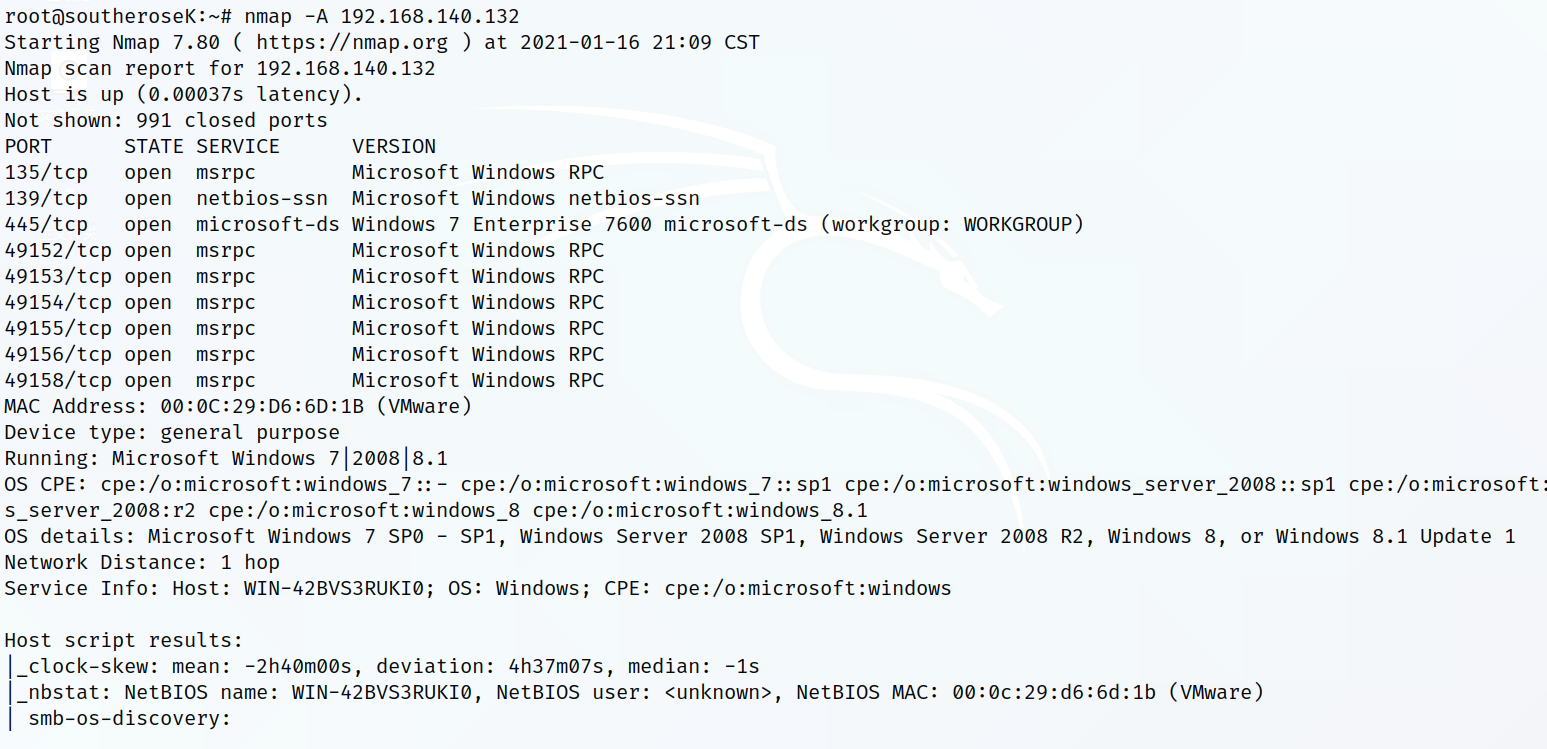 root@southeroseK:~# nmap -A 192.168.140.132
Starting Nmap 7.80 ( https://nmap.org ) at 2021-01-16 21:09 CST
Nmap scan report for 192.168.140.132
Host is up (0.00037s latency).
Not shown: 991 closed ports
PORT      STATE SERVICE      VERSION
135/tcp   open  msrpc        Microsoft Windows RPC
139/tcp   open  netbios-ssn  Microsoft Windows netbios-ssn
445/tcp   open  microsoft-ds Windows 7 Enterprise 7600 microsoft-ds (workgroup: WORKGROUP)
49152/tcp open  msrpc        Microsoft Windows RPC
49153/tcp open  msrpc        Microsoft Windows RPC
49154/tcp open  msrpc        Microsoft Windows RPC
49155/tcp open  msrpc        Microsoft Windows RPC
49156/tcp open  msrpc        Microsoft Windows RPC
49158/tcp open  msrpc        Microsoft Windows RPC
MAC Address: 00:0C:29:D6:6D:1B (VMware)
Device type: general purpose
Running: Microsoft Windows 7|2008|8.1
OS CPE: cpe:/o:microsoft:windows_7::- cpe:/o:microsoft:windows_7::sp1 cpe:/o:microsoft:windows_server_2008::sp1 cpe:/o:microsoft:
s_server_2008:r2 cpe:/o:microsoft:windows_8 cpe:/o:microsoft:windows_8.1
OS details: Microsoft Windows 7 SP0 - SP1, Windows Server 2008 SP1, Windows Server 2008 R2, Windows 8, or Windows 8.1 Update 1
Network Distance: 1 hop
Service Info: Host: WIN-42BVS3RUKI0; OS: Windows; CPE: cpe:/o:microsoft:windows

Host script results:
|_clock-skew: mean: -2h40m00s, deviation: 4h37m07s, median: -1s
|_nbstat: NetBIOS name: WIN-42BVS3RUKI0, NetBIOS user: <unknown>, NetBIOS MAC: 00:0c:29:d6:6d:1b (VMware)
| smb-os-discovery: